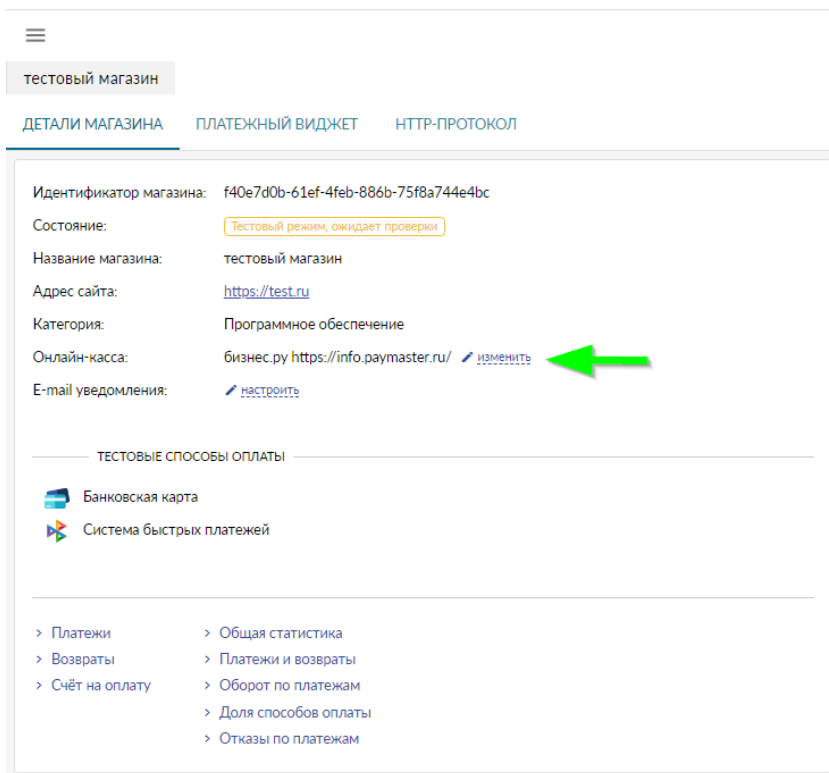 тестовый магазин
ДЕТАЛИ МАГАЗИНА ПЛАТЕЖНЫЙ ВИДЖЕТ HTTP-ПРОТОКОЛ
Идентификатор магазина: f40e7d0b-61ef-4feb-886b-75f8a744e4bc
Состояние: Тестовый режим, ожидает проверки
Название магазина: тестовый магазин
Адрес сайта: https://test.ru
Категория: Программное обеспечение
Онлайн-касса: бизнес.ру https://info.paymaster.ru/ изменить
E-mail уведомления: настроить
ТЕСТОВЫЕ СПОСОБЫ ОПЛАТЫ
Банковская карта
Система быстрых платежей
> Платежи > Общая статистика
> Возвраты > Платежи и возвраты
> Счёт на оплату > Оборот по платежам
> Доля способов оплаты
> Отказы по платежам